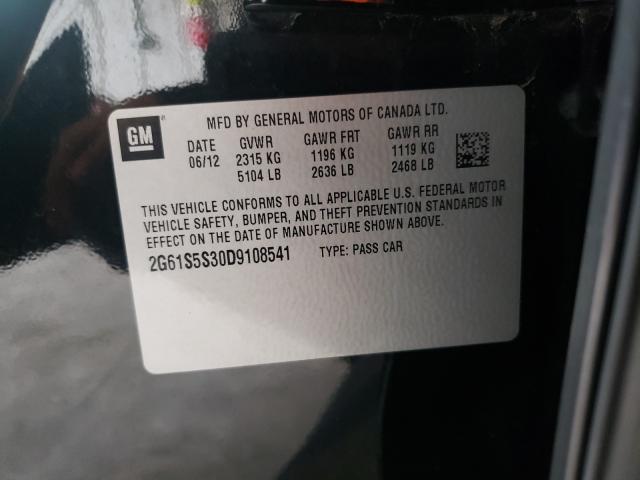 GM
MFD BY GENERAL MOTORS OF CANADA LTD.
DATE GVWR GAWR FRT GAWR RR
06/12 2315 KG 1196 KG 1119 KG
5104 LB 2636 LB 2468 LB
THIS VEHICLE CONFORMS TO ALL APPLICABLE U.S. FEDERAL MOTOR
VEHICLE SAFETY, BUMPER, AND THEFT PREVENTION STANDARDS IN
EFFECT ON THE DATE OF MANUFACTURE SHOWN ABOVE.
2G61S5S30D9108541 TYPE: PASS CAR